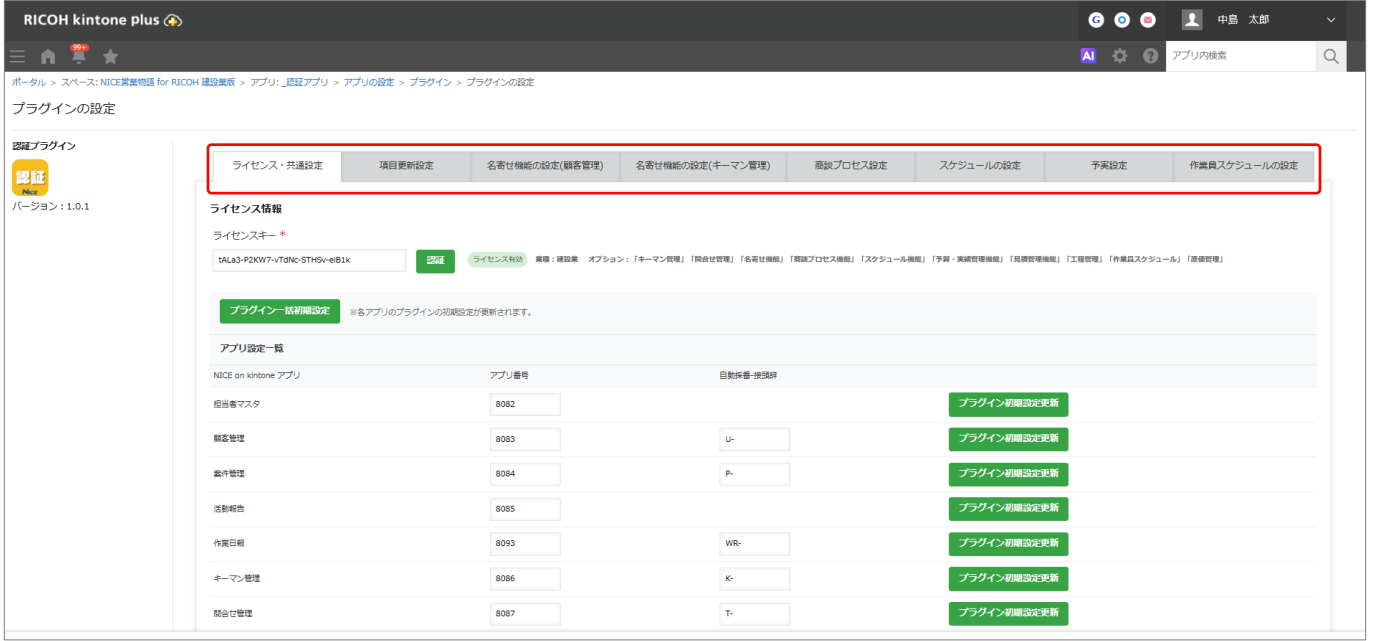 RICOH kintone plus
G
中島 太郎
99+
AI
アプリ内検索
ポータル > スペース: NICE営業物語 for RICOH 建設業版 > アプリ: _認証アプリ > アプリの設定 > プラグイン > プラグインの設定
プラグインの設定
認証プラグイン
認証
Nice
バージョン : 1.0.1
ライセンス・共通設定 項目更新設定 名寄せ機能の設定(顧客管理) 名寄せ機能の設定(キーマン管理) 商談プロセス設定 スケジュールの設定 予実設定 作業員スケジュールの設定
ライセンス情報
ライセンスキー *
tALa3-P2KW7-vTdNc-STHSv-eIB1k 認証 ライセンス有効 業種 : 建設業 オプション : 「キーマン管理」「問合せ管理」「名寄せ機能」「商談プロセス機能」「スケジュール機能」「予算・実績管理機能」「見積管理機能」「工程管理」「作業員スケジュール」「原価管理」
プラグイン一括初期設定 ※各アプリのプラグインの初期設定が更新されます。
アプリ設定一覧
NICE on kintone アプリ アプリ番号 自動採番-接頭辞
担当者マスタ 8082 プラグイン初期設定更新
顧客管理 8083 U- プラグイン初期設定更新
案件管理 8084 P- プラグイン初期設定更新
活動報告 8085 プラグイン初期設定更新
作業日報 8093 WR- プラグイン初期設定更新
キーマン管理 8086 K- プラグイン初期設定更新
問合せ管理 8087 T- プラグイン初期設定更新